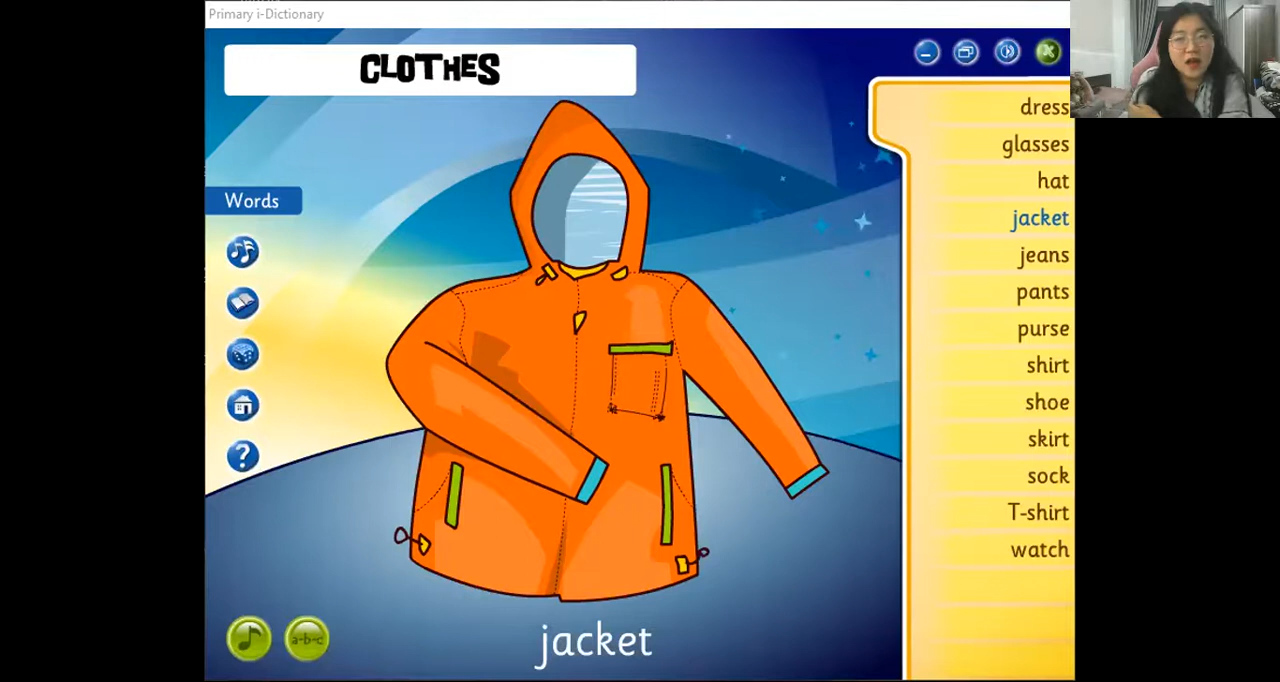 Primary i-Dictionary
CLOTHES
Words
dress
glasses
hat
jacket
jeans
pants
purse
shirt
shoe
skirt
sock
T-shirt
watch
?
a-b-c
jacket